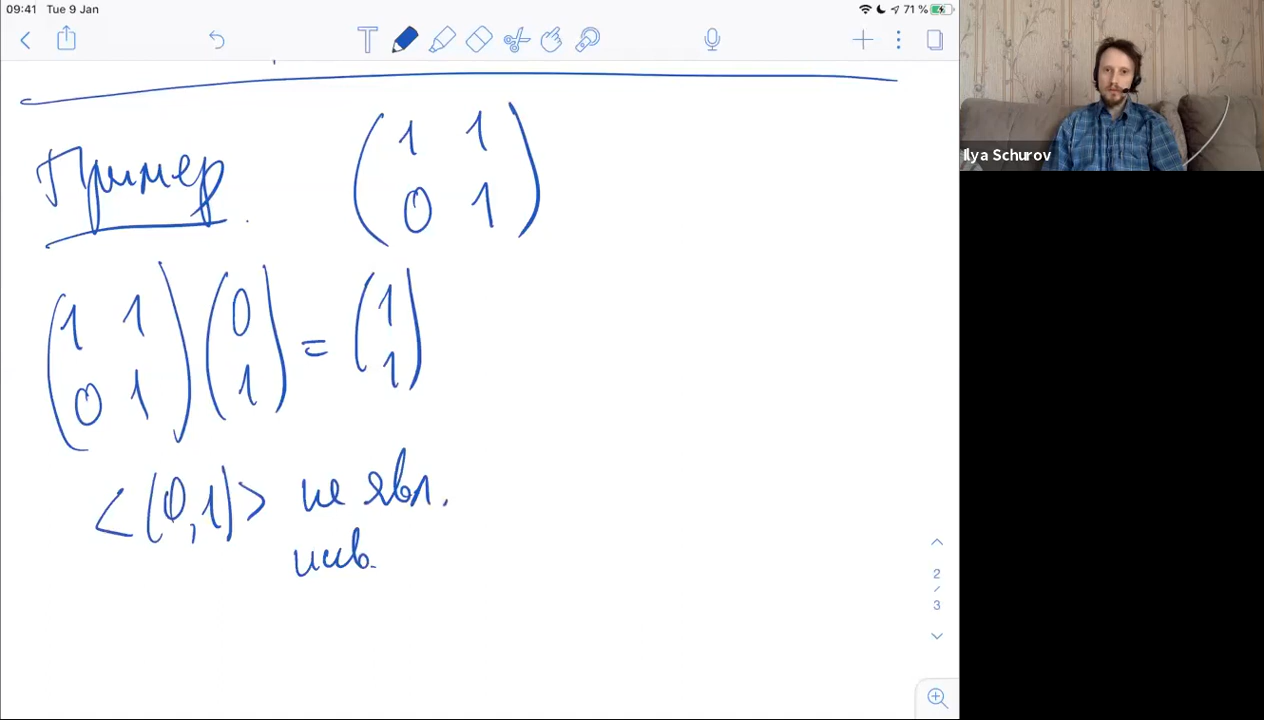 09:41 Tue 9 Jan
71 %
T
Ilya Schurov
Пример.
(1 1
0 1)
(1 1
0 1) (0
1) = (1
1)
<(0,1)> не явл.
инв.
2
/
3